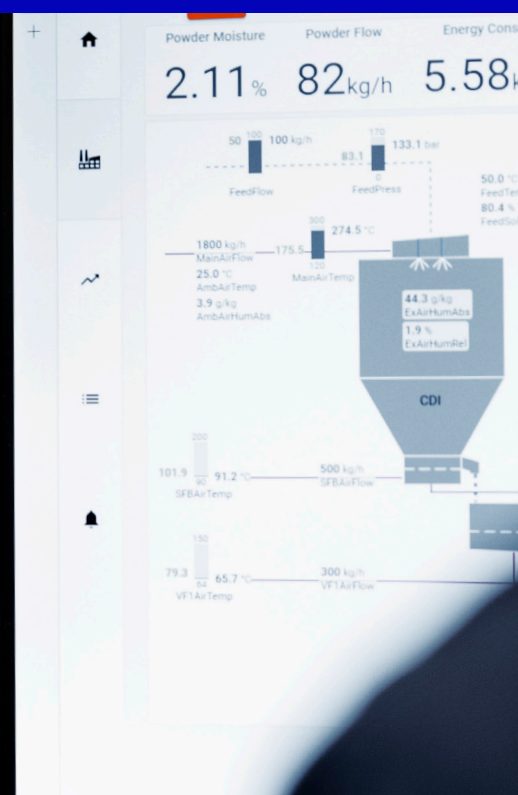 Powder Moisture
2.11%
Powder Flow
82kg/h
Energy Cons
5.58k
50
100
100 kg/h
FeedFlow
170
133.1 bar
83.1
0
FeedPress
50.0 °C
FeedTem
80.4 %
FeedSol
1800 kg/h
MainAirFlow
25.0 °C
AmbAirTemp
3.9 g/kg
AmbAirHumAbs
300
274.5 °C
175.5
120
MainAirTemp
44.3 g/kg
ExAirHumAbs
1.9 %
ExAirHumRel
CDI
200
101.9
90
91.2 °C
SFBAirTemp
500 kg/h
SFBAirFlow
150
79.3
64
65.7 °C
VF1AirTemp
300 kg/h
VF1AirFlow